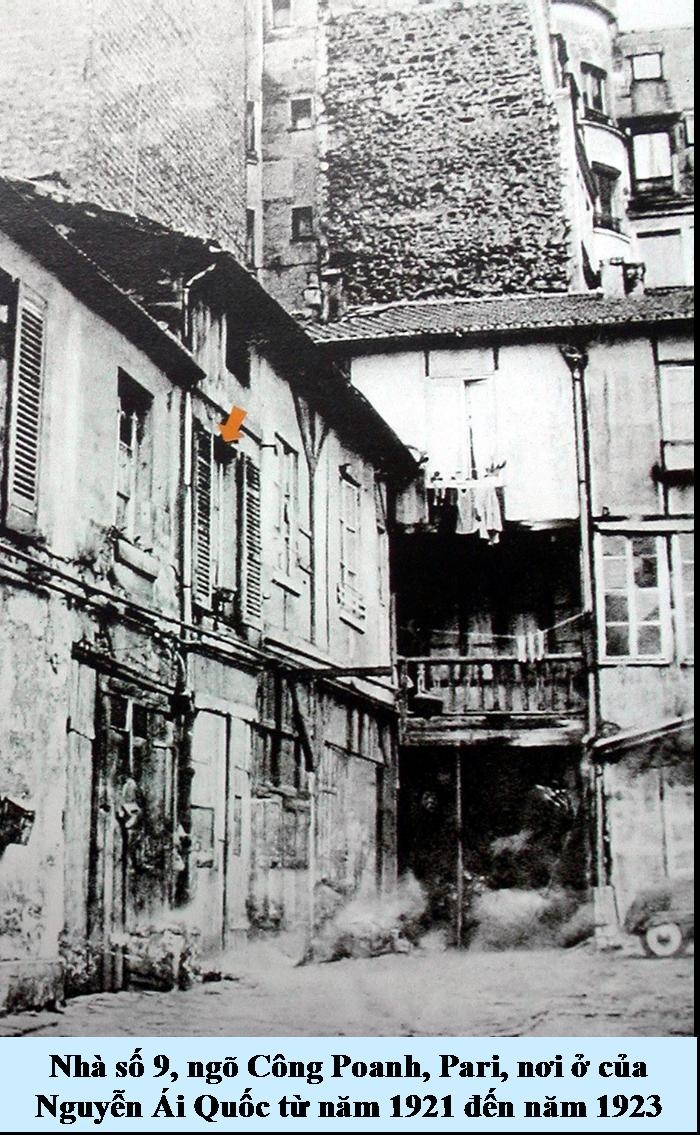 Nhà số 9, ngõ Công Poanh, Pari, nơi ở của
Nguyễn Ái Quốc từ năm 1921 đến năm 1923